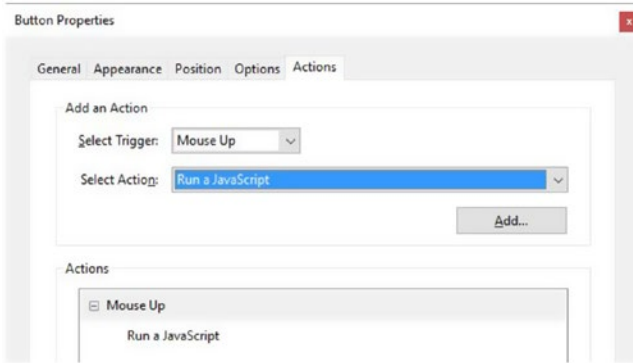 Button Properties
x
General Appearance Position Options Actions
Add an Action
Select Trigger: Mouse Up
Select Action: Run a JavaScript
Add...
Actions
Mouse Up
Run a JavaScript